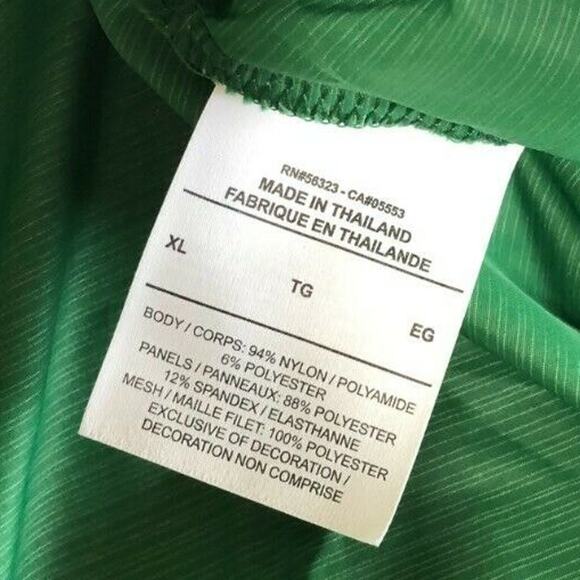 RN#56323 - CA#05553
MADE IN THAILAND
FABRIQUE EN THAILANDE
XL TG EG
BODY / CORPS: 94% NYLON / POLYAMIDE
6% POLYESTER
PANELS / PANNEAUX: 88% POLYESTER
12% SPANDEX / ELASTHANNE
MESH / MAILLE FILET: 100% POLYESTER
EXCLUSIVE OF DECORATION /
DECORATION NON COMPRISE